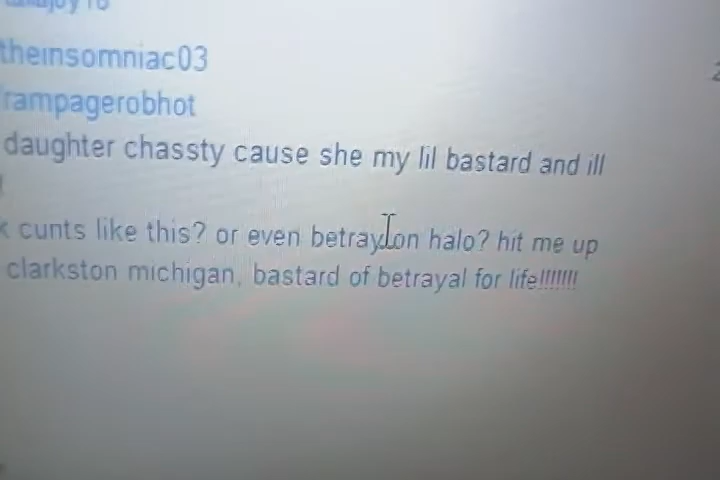 theinsomniac03
rampagerobhot
daughter chassty cause she my lil bastard and ill
cunts like this? or even betray on halo? hit me up
clarkston michigan, bastard of betrayal for life!!!!!!!